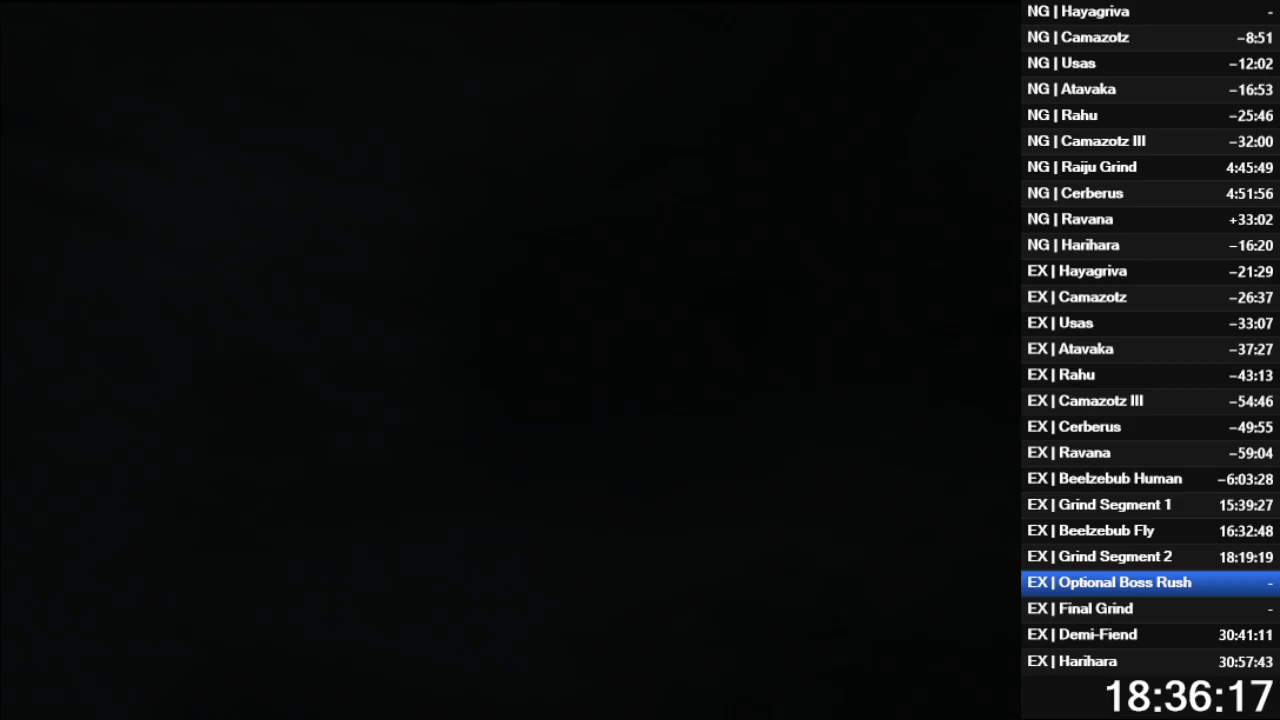 NG | Hayagriva -
NG | Camazotz −8:51
NG | Usas −12:02
NG | Atavaka −16:53
NG | Rahu −25:46
NG | Camazotz III −32:00
NG | Raiju Grind 4:45:49
NG | Cerberus 4:51:56
NG | Ravana +33:02
NG | Harihara −16:20
EX | Hayagriva −21:29
EX | Camazotz −26:37
EX | Usas −33:07
EX | Atavaka −37:27
EX | Rahu −43:13
EX | Camazotz III −54:46
EX | Cerberus −49:55
EX | Ravana −59:04
EX | Beelzebub Human −6:03:28
EX | Grind Segment 1 15:39:27
EX | Beelzebub Fly 16:32:48
EX | Grind Segment 2 18:19:19
EX | Optional Boss Rush -
EX | Final Grind -
EX | Demi-Fiend 30:41:11
EX | Harihara 30:57:43
18:36:17